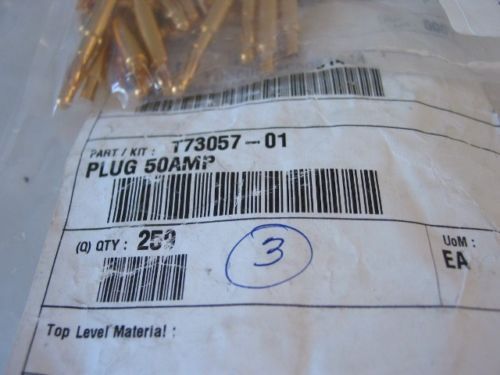 PART / KIT : T73057-01
PLUG 50AMP
(Q) QTY : 250
3
UoM :
EA
Top Level Material :